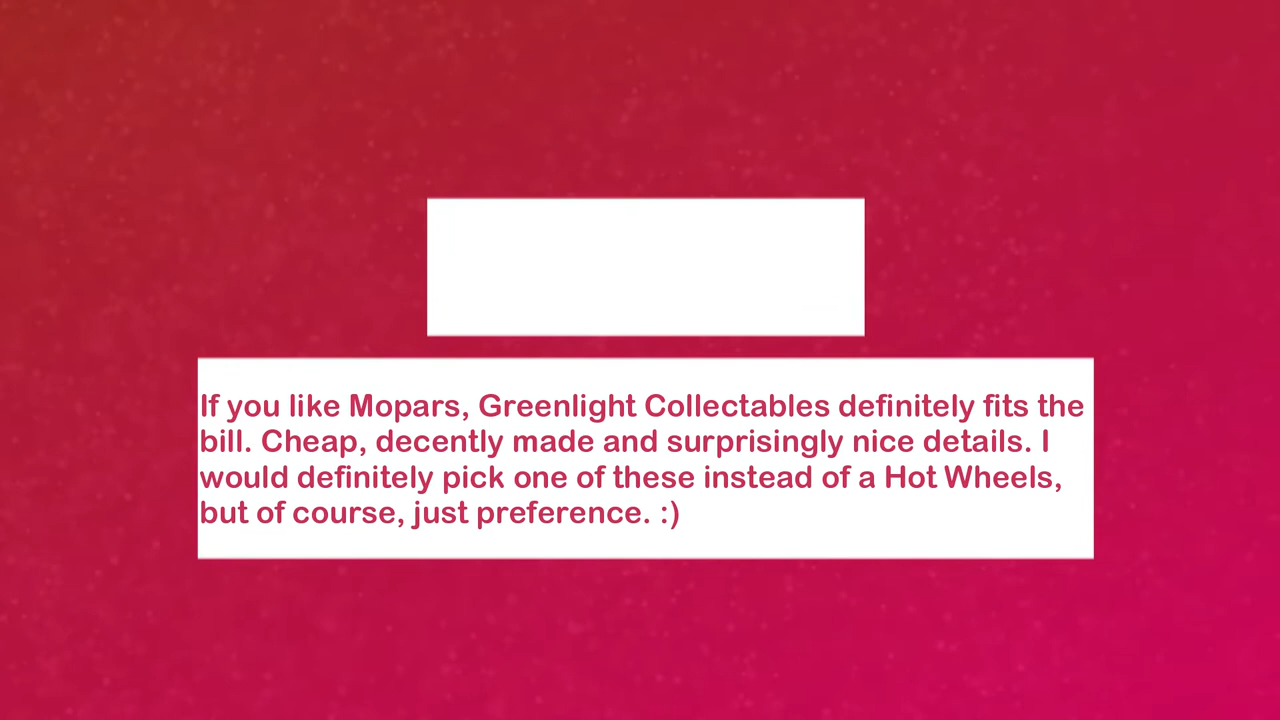 If you like Mopars, Greenlight Collectables definitely fits the
bill. Cheap, decently made and surprisingly nice details. I
would definitely pick one of these instead of a Hot Wheels,
but of course, just preference. :)